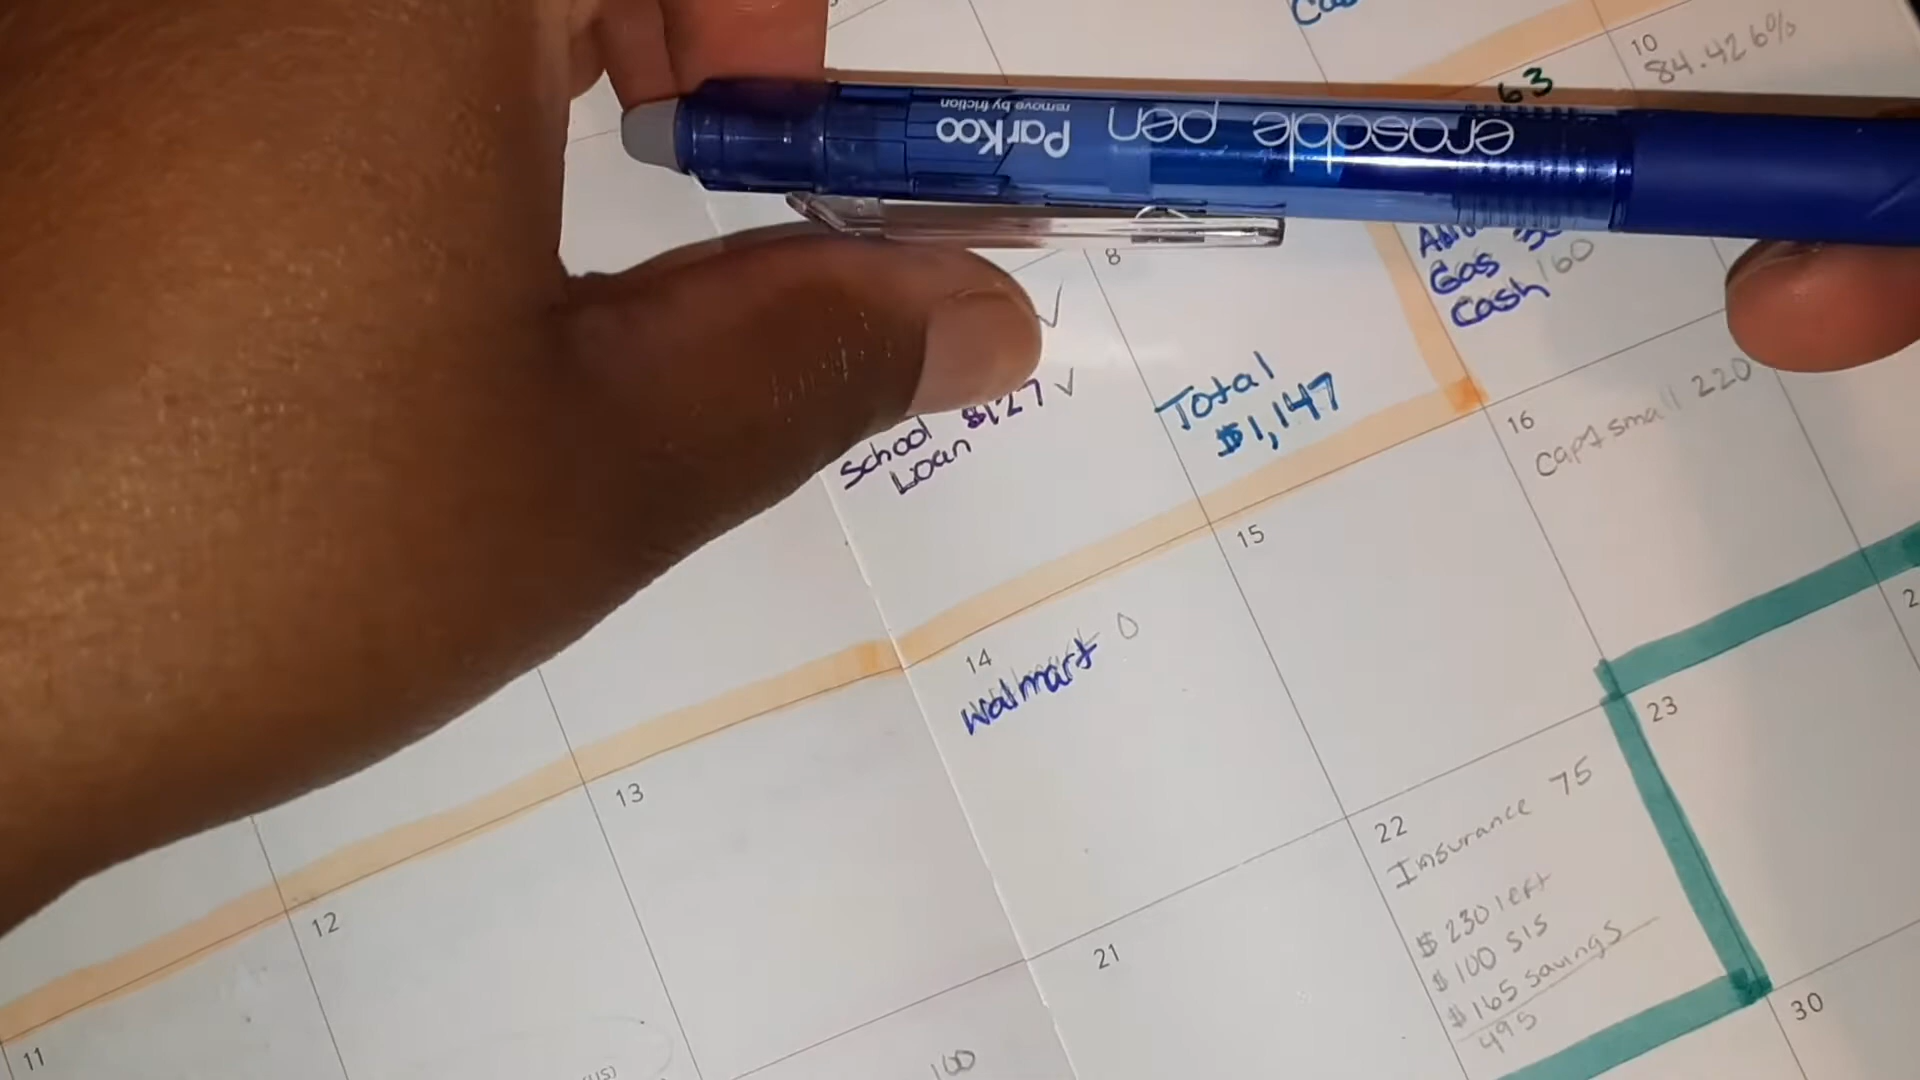 10
84.426%
63
erasable pen
ParKoo
remove by friction
Gas
Cash 160
8
$127 ✓
School
Loan
Total
$1,147
16
Cap1 small 220
15
14
Walmart 0
23
13
22
Insurance 75
$230 left
$100 SIS
$165 savings
495
12
21
30
11
100